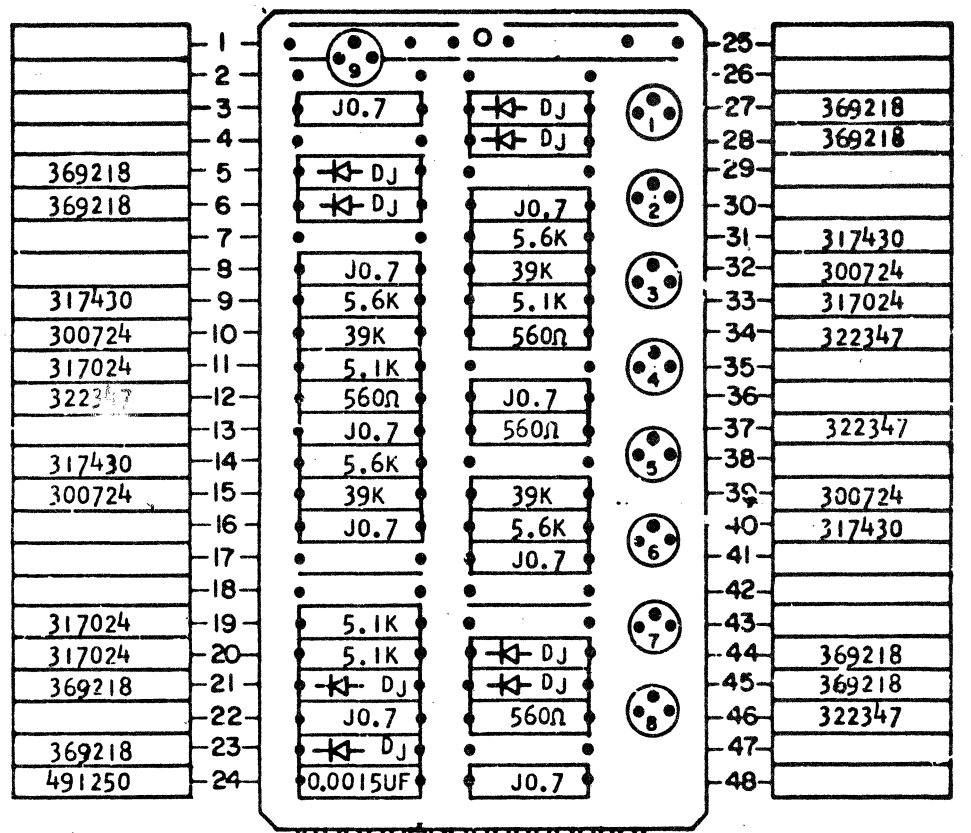 1 9 25
2 26
3 J0.7 DJ 1 27 369218
4 DJ 28 369218
369218 5 DJ 29
369218 6 DJ J0.7 2 30
7 5.6K 31 317430
8 J0.7 39K 3 32 300724
317430 9 5.6K 5.1K 33 317024
300724 10 39K 560Ω 34 322347
317024 11 5.1K 4 35
12 560Ω J0.7 36
13 J0.7 560Ω 37 322347
317430 14 5.6K 5 38
300724 15 39K 39K 39 300724
16 J0.7 5.6K 6 40 317430
17 J0.7 41
18 42
317024 19 5.1K 7 43
317024 20 5.1K DJ 44 369218
369218 21 DJ DJ 45 369218
22 J0.7 560Ω 8 46 322347
369218 23 DJ 47
491250 24 0.0015UF J0.7 48